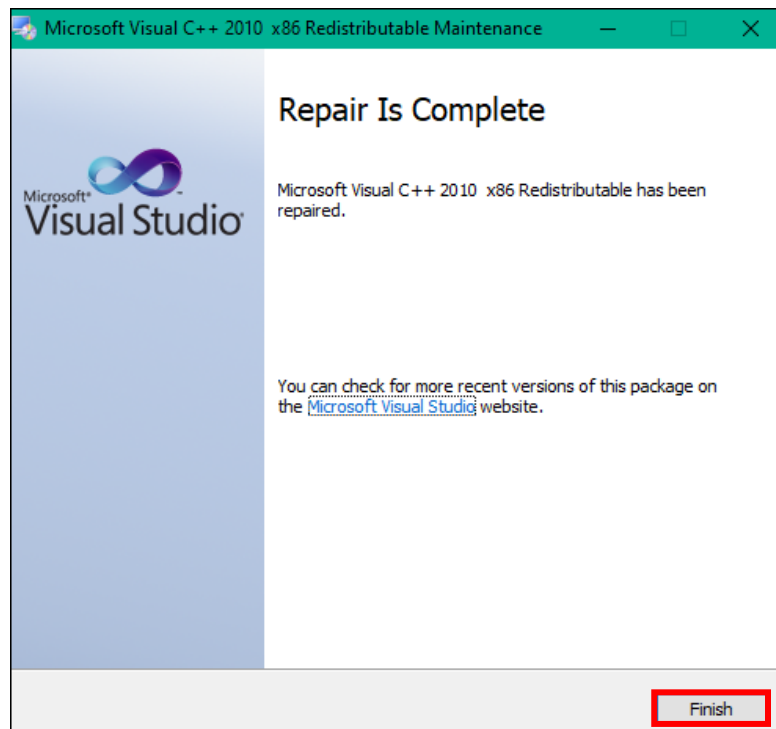 Microsoft Visual C++ 2010 x86 Redistributable Maintenance
Repair Is Complete
Microsoft®
Visual Studio®
Microsoft Visual C++ 2010 x86 Redistributable has been
repaired.
You can check for more recent versions of this package on
the Microsoft Visual Studio website.
Finish